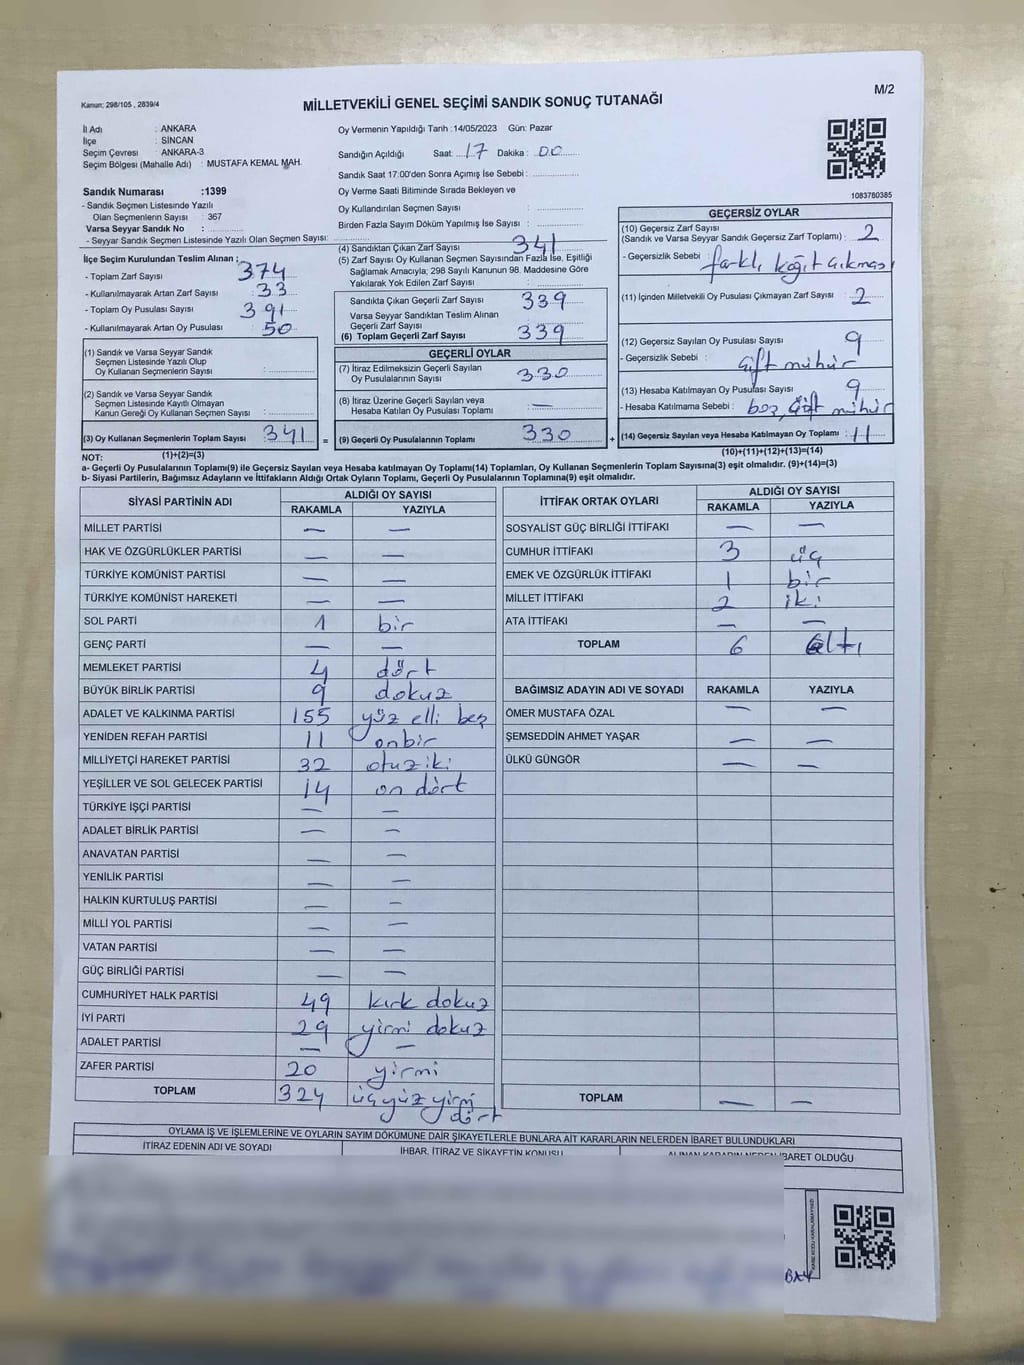 M/2
Kanun: 298/105 , 2839/4
MİLLETVEKİLİ GENEL SEÇİMİ SANDIK SONUÇ TUTANAĞI
İl Adı : ANKARA
İlçe : SİNCAN
Seçim Çevresi : ANKARA-3
Seçim Bölgesi (Mahalle Adı) : MUSTAFA KEMAL MAH.
Sandık Numarası :1399
- Sandık Seçmen Listesinde Yazılı
Olan Seçmenlerin Sayısı : 367
Varsa Seyyar Sandık No :
- Seyyar Sandık Seçmen Listesinde Yazılı Olan Seçmen Sayısı:
İlçe Seçim Kurulundan Teslim Alınan :
- Toplam Zarf Sayısı 374
- Kullanılmayarak Artan Zarf Sayısı 33
- Toplam Oy Pusulası Sayısı 391
- Kullanılmayarak Artan Oy Pusulası 50
(1) Sandık ve Varsa Seyyar Sandık
Seçmen Listesinde Yazılı Olup
Oy Kullanan Seçmenlerin Sayısı :
(2) Sandık ve Varsa Seyyar Sandık
Seçmen Listesinde Kayıtlı Olmayan
Kanun Gereği Oy Kullanan Seçmen Sayısı :
(3) Oy Kullanan Seçmenlerin Toplam Sayısı 341 =
Oy Vermenin Yapıldığı Tarih :14/05/2023 Gün: Pazar
Sandığın Açıldığı Saat: 17 Dakika: 00
Sandık Saat 17:00'den Sonra Açımış İse Sebebi :
Oy Verme Saati Bitiminde Sırada Bekleyen ve
Oy Kullandırılan Seçmen Sayısı :
Birden Fazla Sayım Döküm Yapılmış İse Sayısı :
(4) Sandıktan Çıkan Zarf Sayısı 341
(5) Zarf Sayısı Oy Kullanan Seçmen Sayısından Fazla İse, Eşitliği
Sağlamak Amacıyla; 298 Sayılı Kanunun 98. Maddesine Göre
Yakılarak Yok Edilen Zarf Sayısı :
Sandıkta Çıkan Geçerli Zarf Sayısı 339
Varsa Seyyar Sandıktan Teslim Alınan
Geçerli Zarf Sayısı
(6) Toplam Geçerli Zarf Sayısı 339
GEÇERLİ OYLAR
(7) İtiraz Edilmeksizin Geçerli Sayılan
Oy Pusulalarının Sayısı 330
(8) İtiraz Üzerine Geçerli Sayılan veya
Hesaba Katılan Oy Pusulası Toplamı —
(9) Geçerli Oy Pusulalarının Toplamı 330 +
1083760385
GEÇERSİZ OYLAR
(10) Geçersiz Zarf Sayısı
(Sandık ve Varsa Seyyar Sandık Geçersiz Zarf Toplamı) : 2
- Geçersizlik Sebebi : farklı kağıt çıkması
(11) İçinden Milletvekili Oy Pusulası Çıkmayan Zarf Sayısı : 2
(12) Geçersiz Sayılan Oy Pusulası Sayısı 9
- Geçersizlik Sebebi : çift mühür
(13) Hesaba Katılmayan Oy Pusulası Sayısı 9
- Hesaba Katılmama Sebebi : boş, çift mühür
(14) Geçersiz Sayılan veya Hesaba Katılmayan Oy Toplamı : 11
NOT: (1)+(2)=(3) (10)+(11)+(12)+(13)=(14)
a- Geçerli Oy Pusulalarının Toplamı(9) ile Geçersiz Sayılan veya Hesaba katılmayan Oy Toplamı(14) Toplamları, Oy Kullanan Seçmenlerin Toplam Sayısına(3) eşit olmalıdır. (9)+(14)=(3)
b- Siyasi Partilerin, Bağımsız Adayların ve İttifakların Aldığı Ortak Oyların Toplamı, Geçerli Oy Pusulalarının Toplamına(9) eşit olmalıdır.
SİYASİ PARTİNİN ADI ALDIĞI OY SAYISI
RAKAMLA YAZIYLA
MİLLET PARTİSİ — —
HAK VE ÖZGÜRLÜKLER PARTİSİ — —
TÜRKİYE KOMÜNİST PARTİSİ — —
TÜRKİYE KOMÜNİST HAREKETİ — —
SOL PARTİ 1 bir
GENÇ PARTİ — —
MEMLEKET PARTİSİ 4 dört
BÜYÜK BİRLİK PARTİSİ 9 dokuz
ADALET VE KALKINMA PARTİSİ 155 yüz elli beş
YENİDEN REFAH PARTİSİ 11 onbir
MİLLİYETÇİ HAREKET PARTİSİ 32 otuziki
YEŞİLLER VE SOL GELECEK PARTİSİ 14 on dört
TÜRKİYE İŞÇİ PARTİSİ — —
ADALET BİRLİK PARTİSİ — —
ANAVATAN PARTİSİ — —
YENİLİK PARTİSİ — —
HALKIN KURTULUŞ PARTİSİ — —
MİLLİ YOL PARTİSİ — —
VATAN PARTİSİ — —
GÜÇ BİRLİĞİ PARTİSİ — —
CUMHURİYET HALK PARTİSİ 49 kırk dokuz
İYİ PARTİ 29 yirmi dokuz
ADALET PARTİSİ — —
ZAFER PARTİSİ 20 yirmi
TOPLAM 324 üçyüz yirmi
dört
İTTİFAK ORTAK OYLARI ALDIĞI OY SAYISI
RAKAMLA YAZIYLA
SOSYALİST GÜÇ BİRLİĞİ İTTİFAKI — —
CUMHUR İTTİFAKI 3 üç
EMEK VE ÖZGÜRLÜK İTTİFAKI 1 bir
MİLLET İTTİFAKI 2 iki
ATA İTTİFAKI — —
TOPLAM 6 altı
BAĞIMSIZ ADAYIN ADI VE SOYADI RAKAMLA YAZIYLA
ÖMER MUSTAFA ÖZAL — —
ŞEMSEDDİN AHMET YAŞAR — —
ÜLKÜ GÜNGÖR — —
TOPLAM — —
OYLAMA İŞ VE İŞLEMLERİNE VE OYLARIN SAYIM DÖKÜMÜNE DAİR ŞİKAYETLERLE BUNLARA AİT KARARLARIN NELERDEN İBARET BULUNDUKLARI
İTİRAZ EDENİN ADI VE SOYADI İHBAR, İTİRAZ VE ŞİKAYETİN KONUSU ALINAN KARARIN NEDEN İBARET OLDUĞU